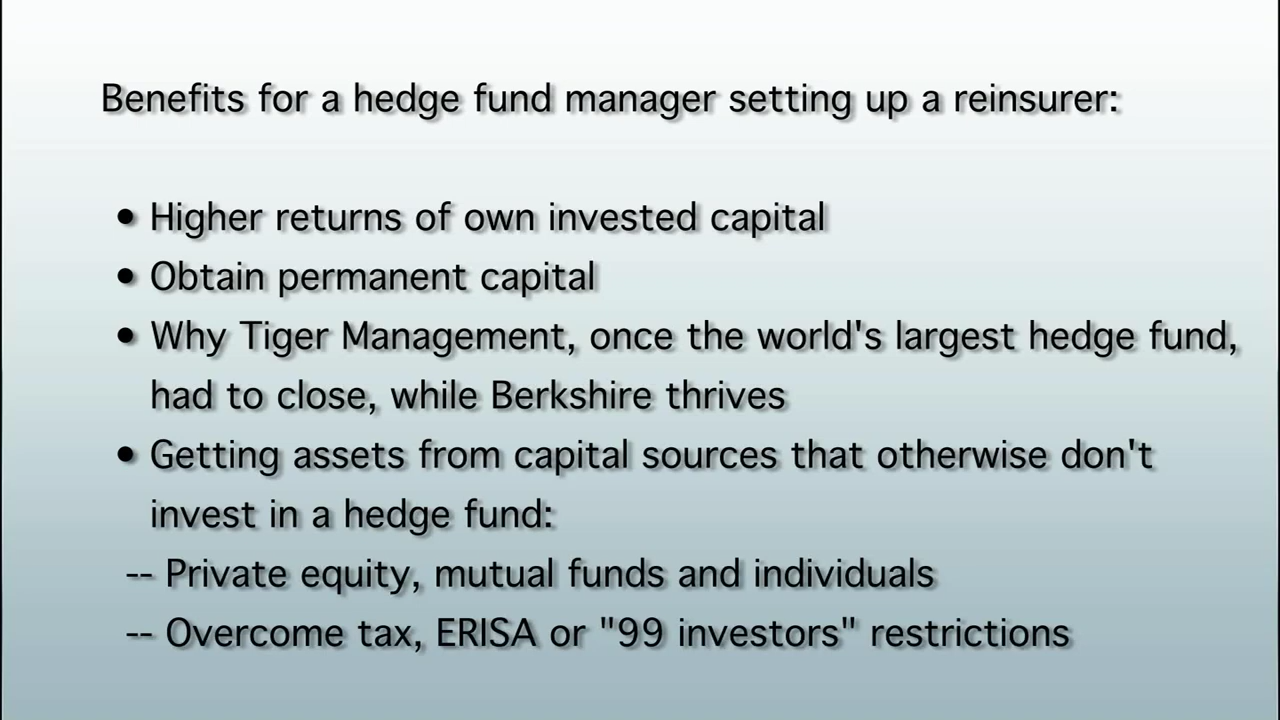 Benefits for a hedge fund manager setting up a reinsurer:
• Higher returns of own invested capital
• Obtain permanent capital
• Why Tiger Management, once the world's largest hedge fund,
had to close, while Berkshire thrives
• Getting assets from capital sources that otherwise don't
invest in a hedge fund:
-- Private equity, mutual funds and individuals
-- Overcome tax, ERISA or "99 investors" restrictions